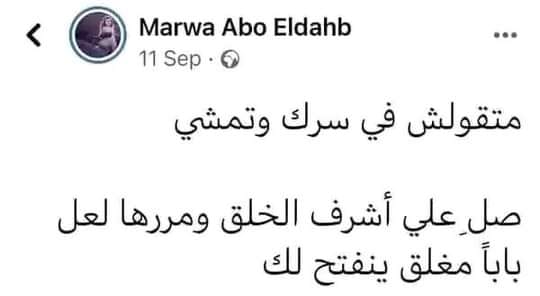 Marwa Abo Eldahb
11 Sep ·
متقولش في سرك وتمشي
صلِ علي أشرف الخلق ومررها لعل
باباً مغلق ينفتح لك